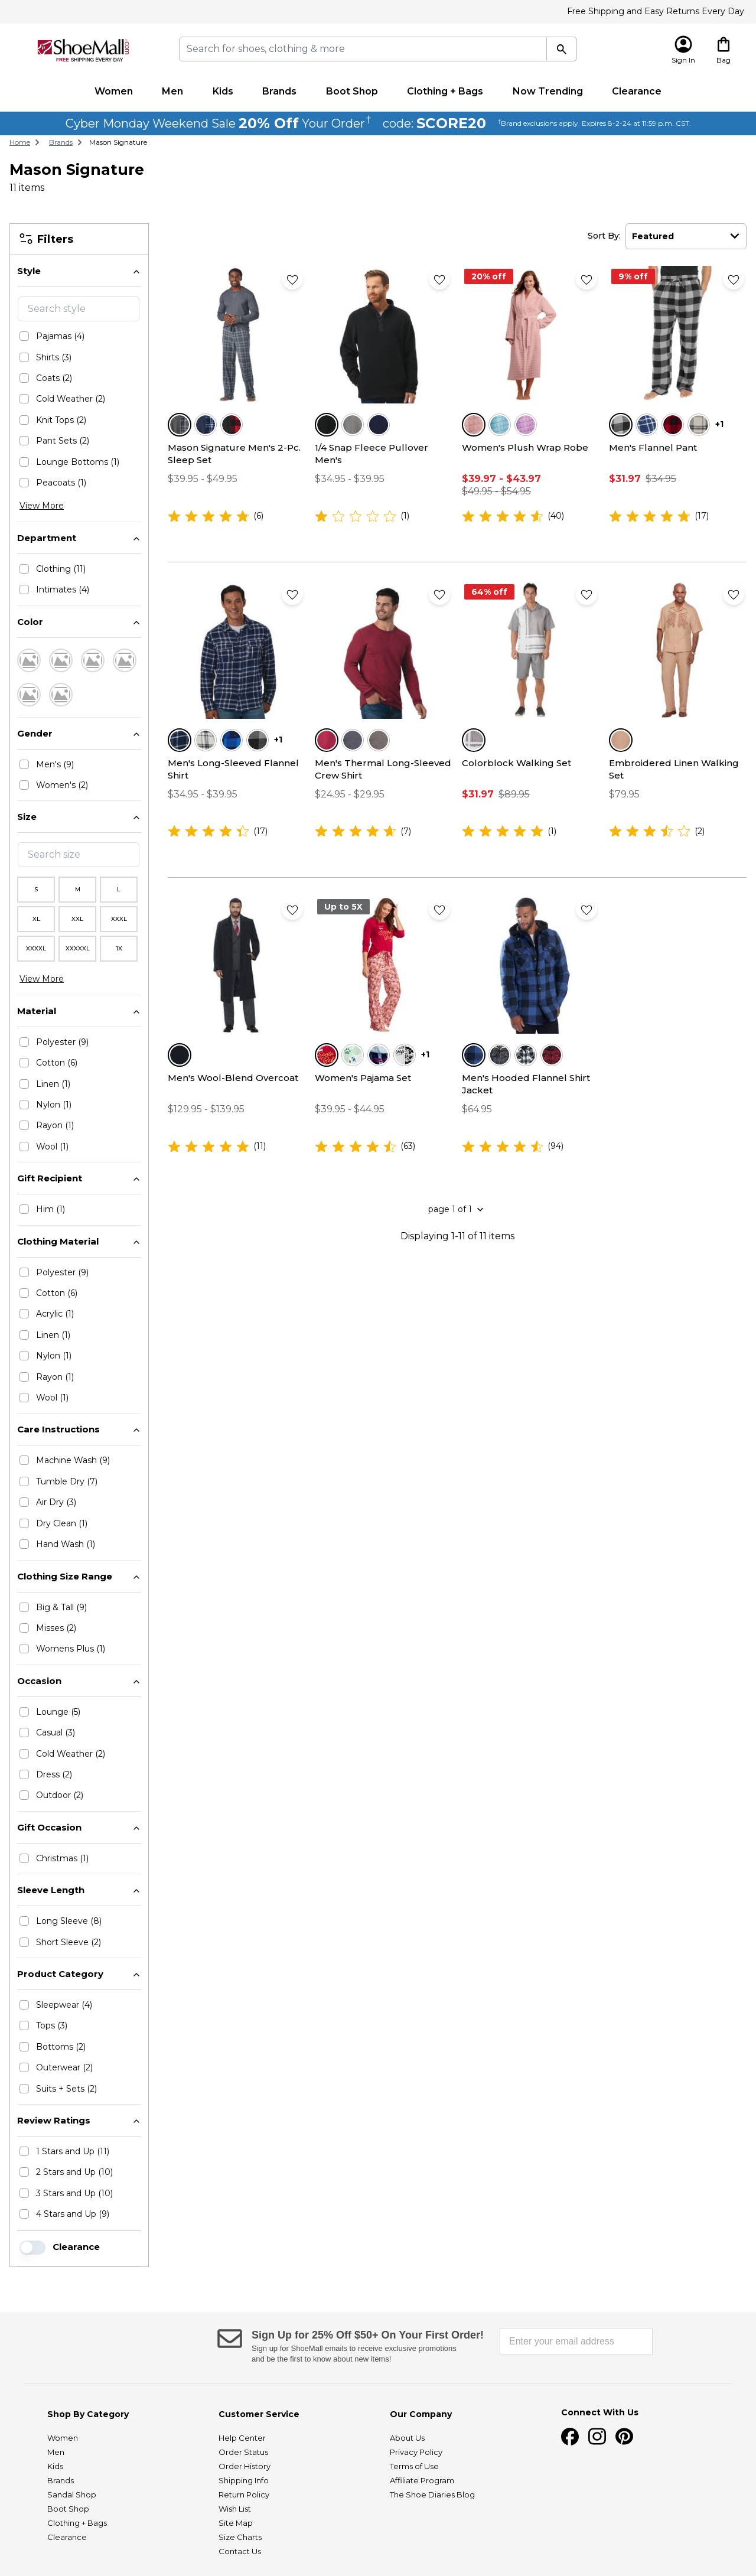 Free Shipping and Easy Returns Every Day
ShoeMall.com
FREE SHIPPING EVERY DAY
Search for shoes, clothing & more
Sign In
Bag
Women Men Kids Brands Boot Shop Clothing + Bags Now Trending Clearance
Cyber Monday Weekend Sale 20% Off Your Order† code: SCORE20 †Brand exclusions apply. Expires 8-2-24 at 11:59 p.m. CST.
Home > Brands > Mason Signature
Mason Signature
11 items
Filters
Style
Search style
Pajamas (4)
Shirts (3)
Coats (2)
Cold Weather (2)
Knit Tops (2)
Pant Sets (2)
Lounge Bottoms (1)
Peacoats (1)
View More
Department
Clothing (11)
Intimates (4)
Color
Gender
Men's (9)
Women's (2)
Size
Search size
S M L
XL XXL XXXL
XXXXL XXXXXL 1X
View More
Material
Polyester (9)
Cotton (6)
Linen (1)
Nylon (1)
Rayon (1)
Wool (1)
Gift Recipient
Him (1)
Clothing Material
Polyester (9)
Cotton (6)
Acrylic (1)
Linen (1)
Nylon (1)
Rayon (1)
Wool (1)
Care Instructions
Machine Wash (9)
Tumble Dry (7)
Air Dry (3)
Dry Clean (1)
Hand Wash (1)
Clothing Size Range
Big & Tall (9)
Misses (2)
Womens Plus (1)
Occasion
Lounge (5)
Casual (3)
Cold Weather (2)
Dress (2)
Outdoor (2)
Gift Occasion
Christmas (1)
Sleeve Length
Long Sleeve (8)
Short Sleeve (2)
Product Category
Sleepwear (4)
Tops (3)
Bottoms (2)
Outerwear (2)
Suits + Sets (2)
Review Ratings
1 Stars and Up (11)
2 Stars and Up (10)
3 Stars and Up (10)
4 Stars and Up (9)
Clearance
Sort By: Featured
Mason Signature Men's 2-Pc.
Sleep Set
$39.95 - $49.95
(6)
1/4 Snap Fleece Pullover
Men's
$34.95 - $39.95
(1)
20% off
Women's Plush Wrap Robe
$39.97 - $43.97
$49.95 - $54.95
(40)
9% off
+1
Men's Flannel Pant
$31.97 $34.95
(17)
+1
Men's Long-Sleeved Flannel
Shirt
$34.95 - $39.95
(17)
Men's Thermal Long-Sleeved
Crew Shirt
$24.95 - $29.95
(7)
64% off
Colorblock Walking Set
$31.97 $89.95
(1)
Embroidered Linen Walking
Set
$79.95
(2)
Men's Wool-Blend Overcoat
$129.95 - $139.95
(11)
Up to 5X
+1
Women's Pajama Set
$39.95 - $44.95
(63)
Men's Hooded Flannel Shirt
Jacket
$64.95
(94)
page 1 of 1
Displaying 1-11 of 11 items
Sign Up for 25% Off $50+ On Your First Order!
Sign up for ShoeMall emails to receive exclusive promotions
and be the first to know about new items!
Enter your email address
Shop By Category
Women
Men
Kids
Brands
Sandal Shop
Boot Shop
Clothing + Bags
Clearance
Customer Service
Help Center
Order Status
Order History
Shipping Info
Return Policy
Wish List
Site Map
Size Charts
Contact Us
Our Company
About Us
Privacy Policy
Terms of Use
Affiliate Program
The Shoe Diaries Blog
Connect With Us